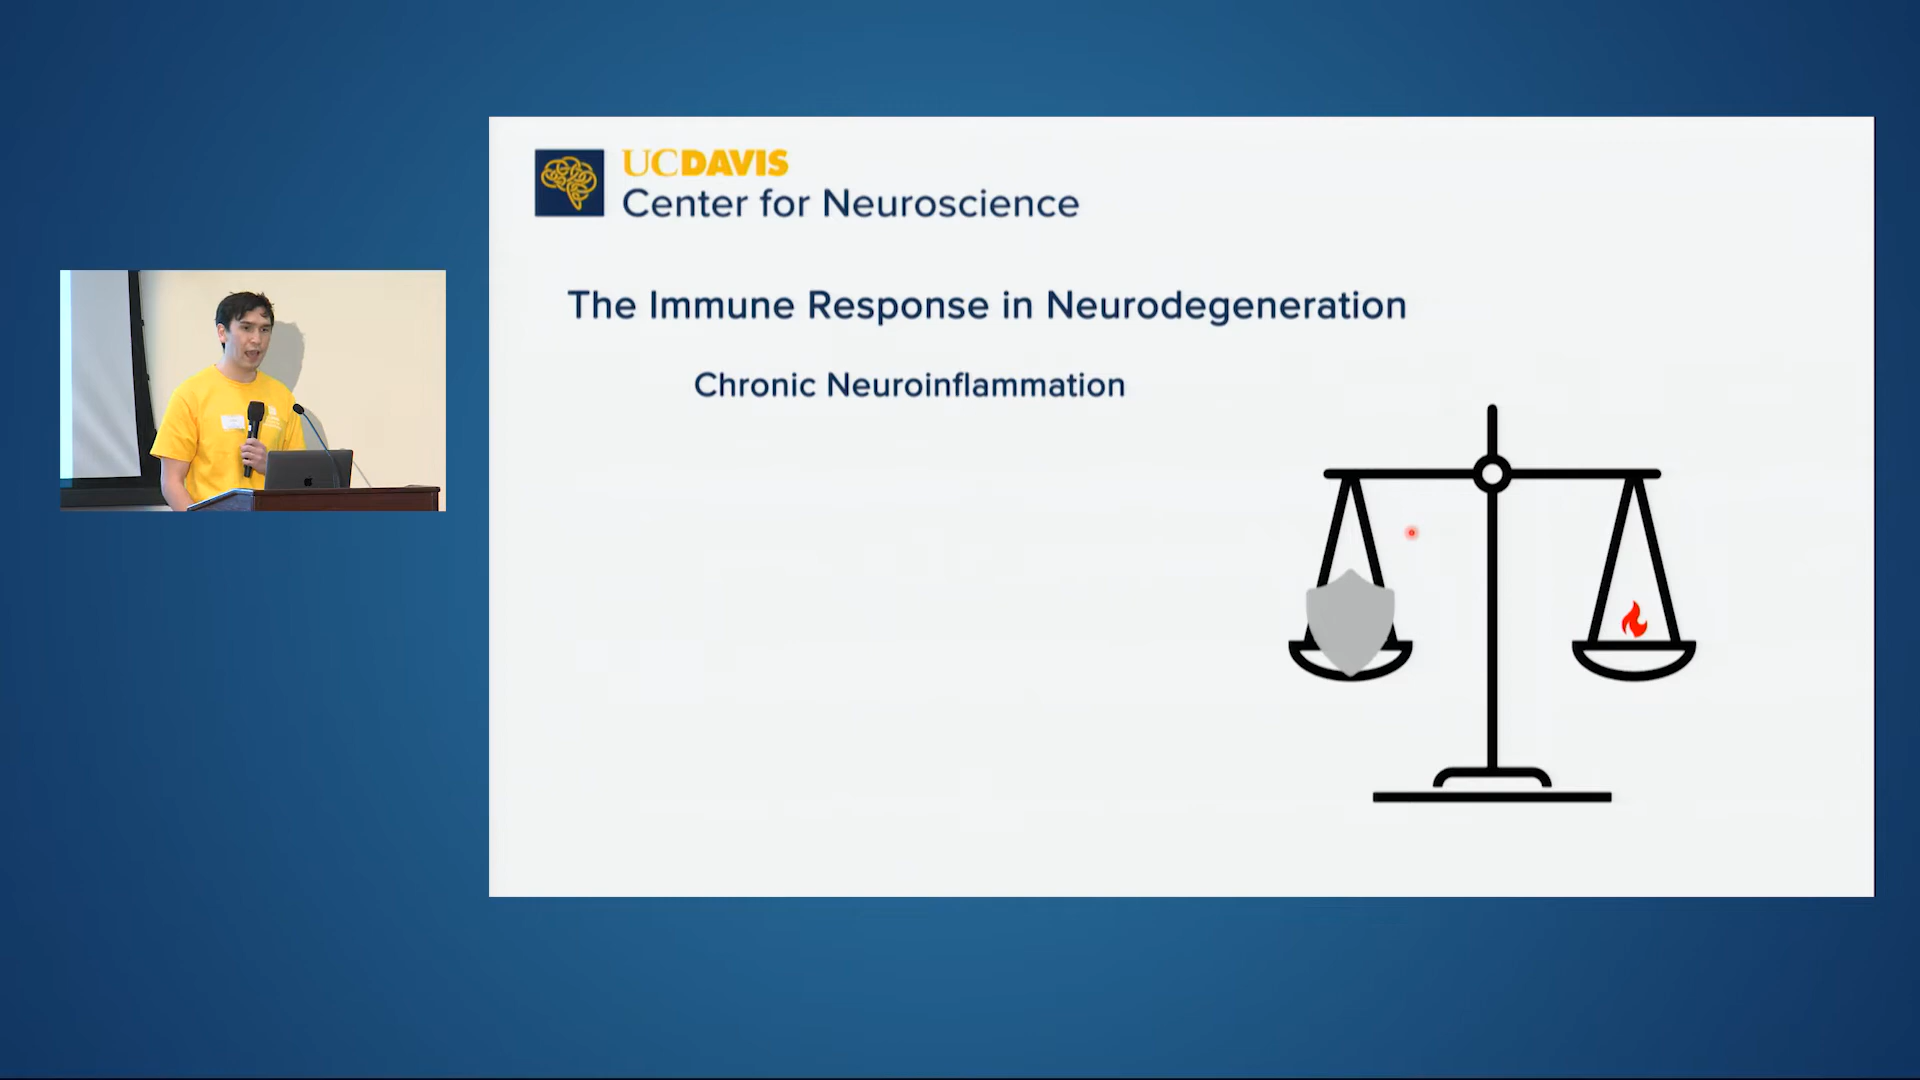 UCDAVIS
Center for Neuroscience
The Immune Response in Neurodegeneration
Chronic Neuroinflammation